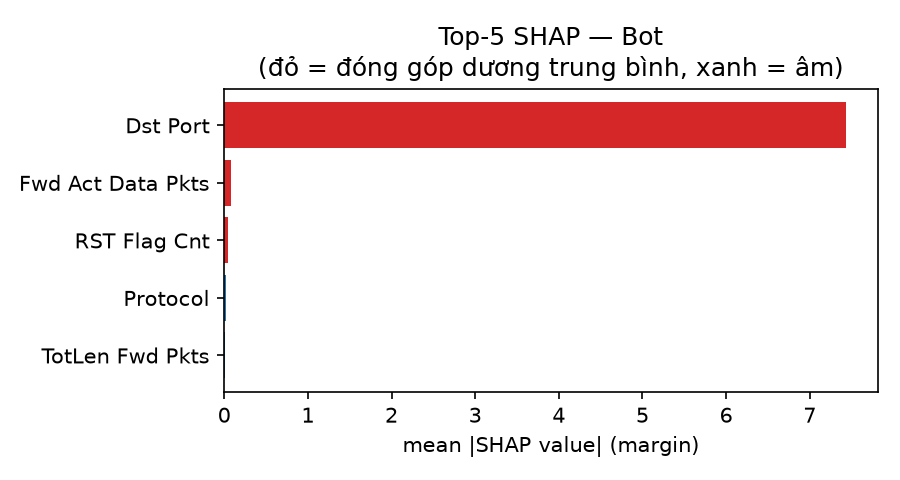 Top-5 SHAP — Bot
(đỏ = đóng góp dương trung bình, xanh = âm)
Dst Port
Fwd Act Data Pkts
RST Flag Cnt
Protocol
TotLen Fwd Pkts
0 1 2 3 4 5 6 7
mean |SHAP value| (margin)